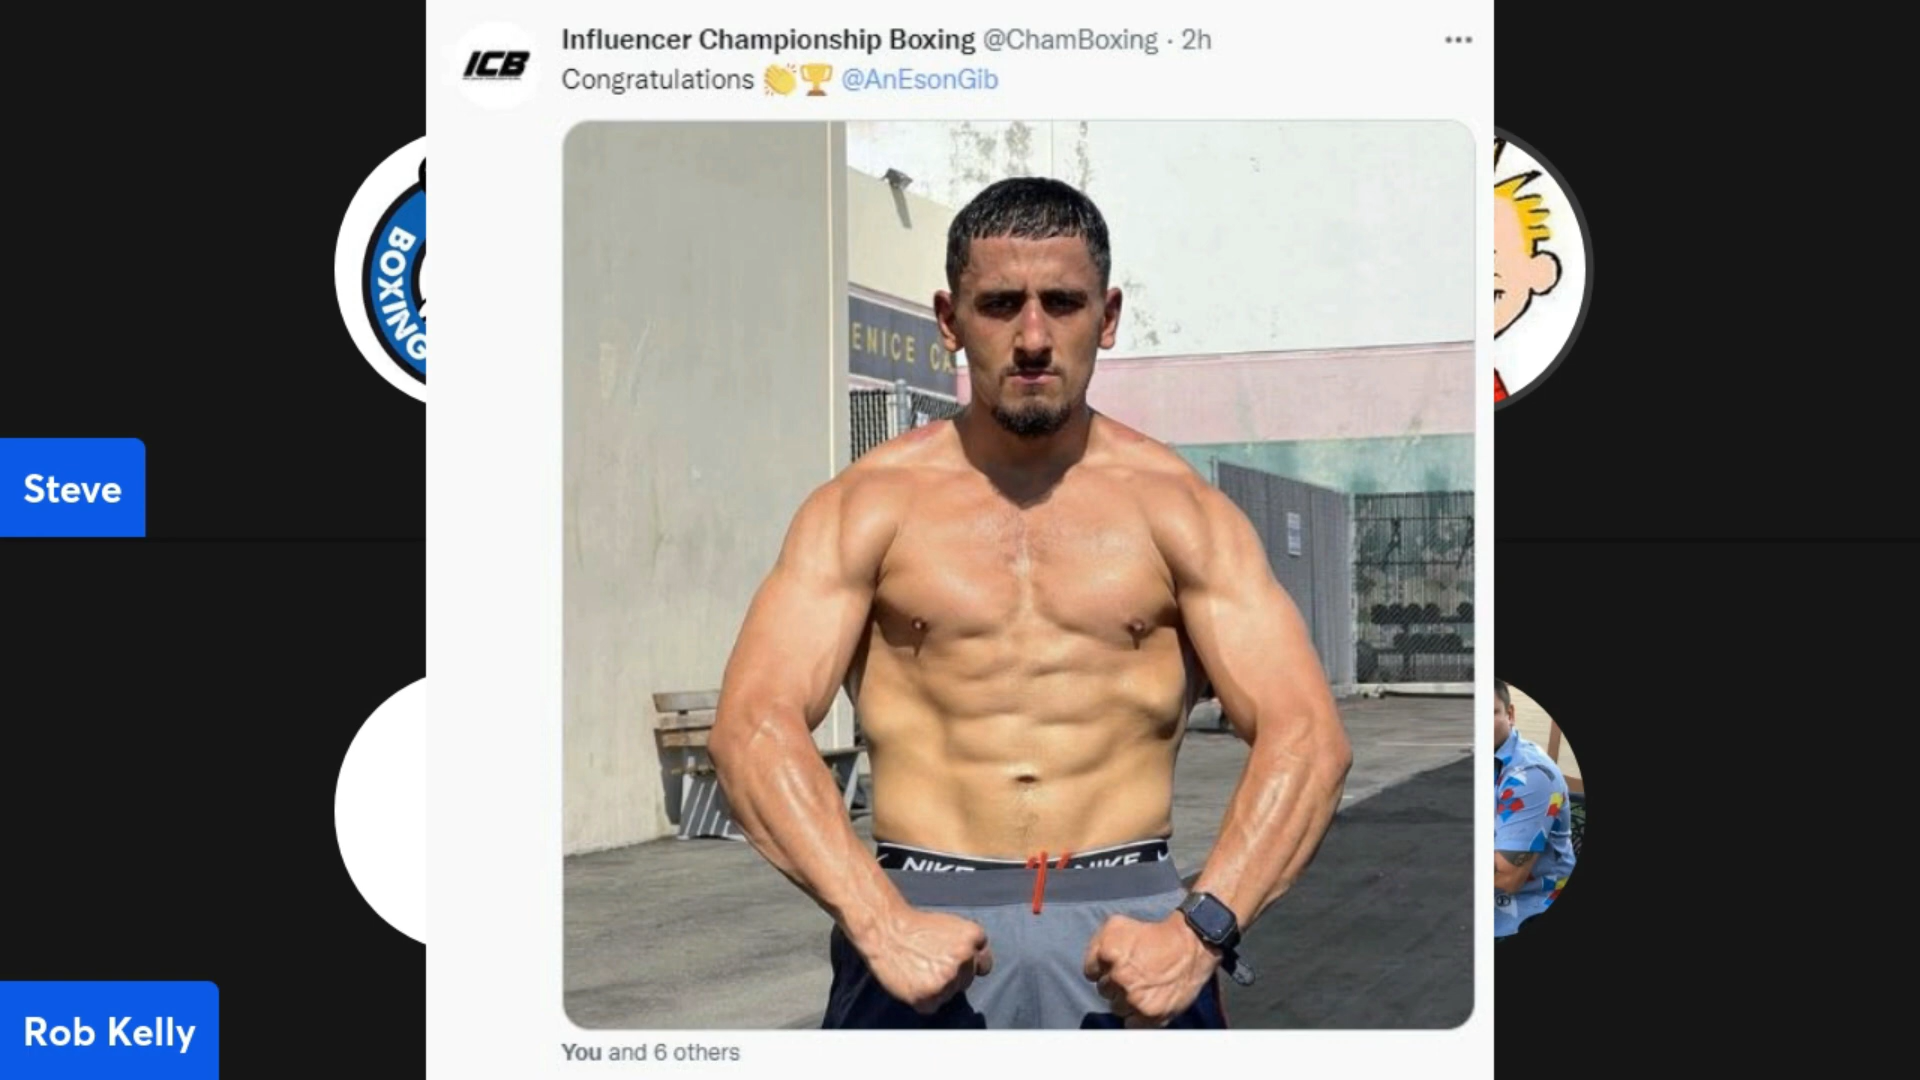 ICB
Influencer Championship Boxing @ChamBoxing · 2h
Congratulations 👏🏆 @AnEsonGib
BOXING
ENICE CA
NIKE NIKE
Steve
Rob Kelly
You and 6 others